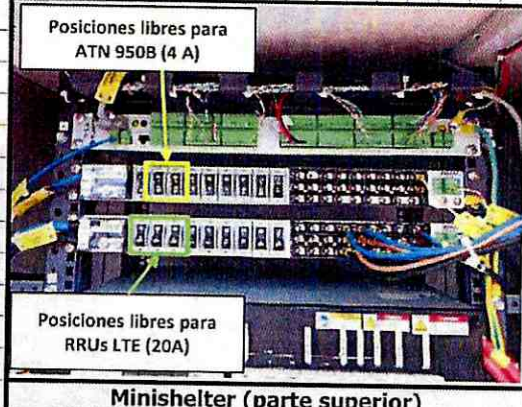 Posiciones libres para
ATN 950B (4 A)
Posiciones libres para
RRUs LTE (20A)
Minishelter (parte superior)